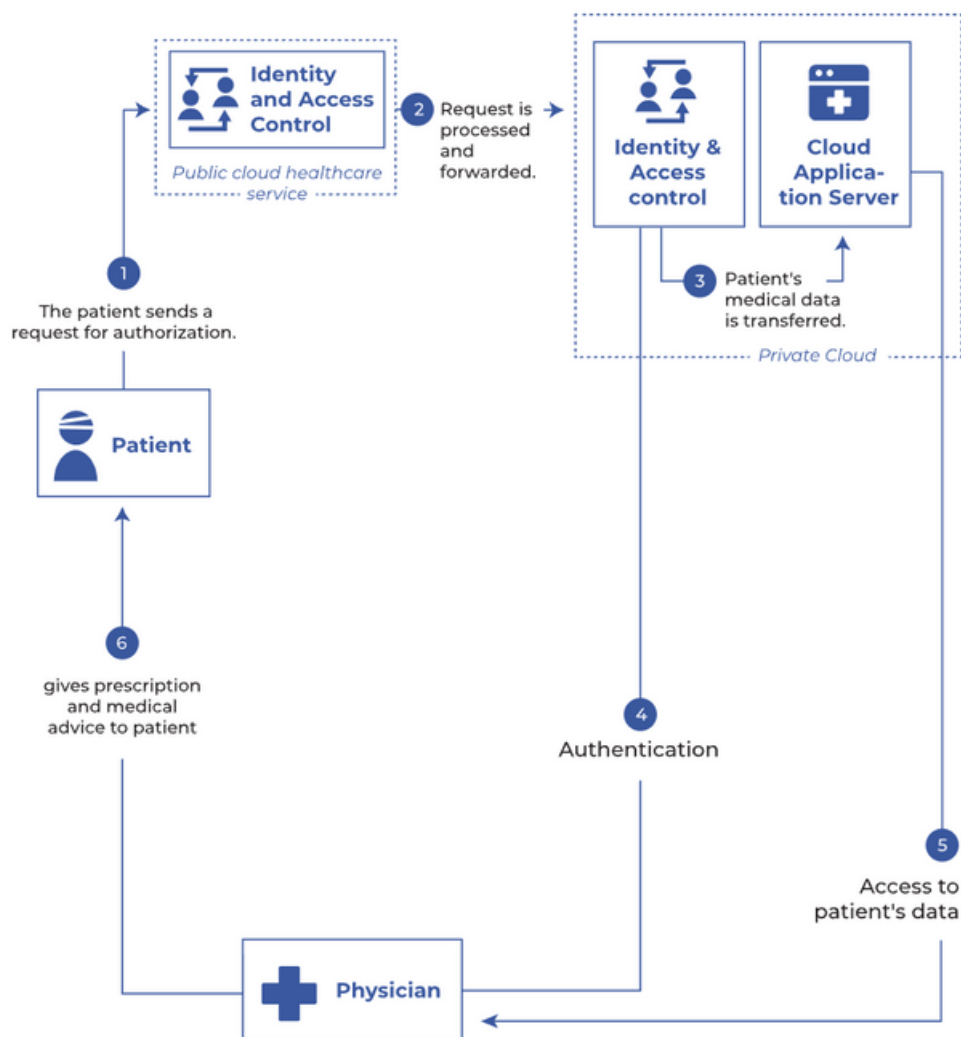 Identity
and Access
Control
Public cloud healthcare
service
2
Request is
processed
and
forwarded.
Identity &
Access
control
Cloud
Applica-
tion Server
3
Patient's
medical data
is transferred.
Private Cloud
1
The patient sends a
request for authorization.
Patient
6
gives prescription
and medical
advice to patient
4
Authentication
5
Access to
patient's data
Physician